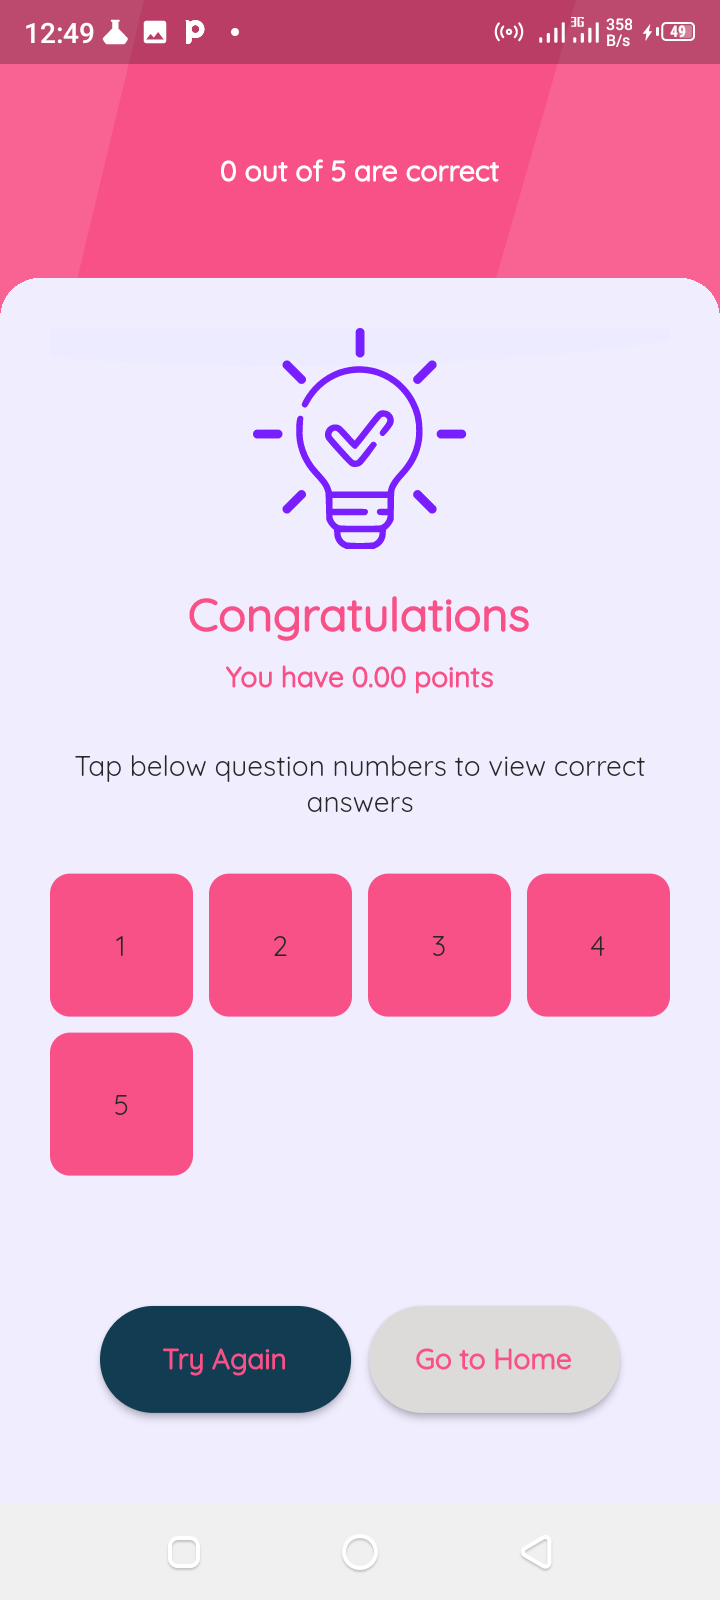 12:49
3G
358
B/s
49
0 out of 5 are correct
Congratulations
You have 0.00 points
Tap below question numbers to view correct
answers
1 2 3 4
5
Try Again Go to Home